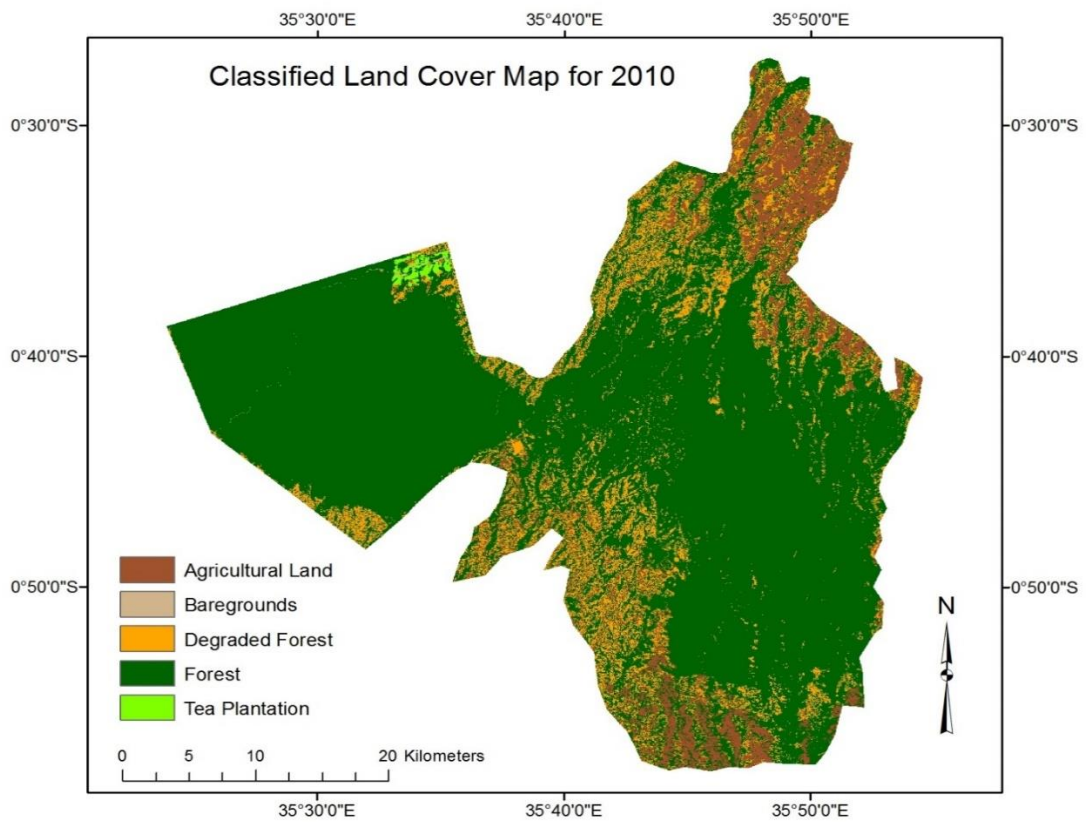 35°30'0"E 35°40'0"E 35°50'0"E
Classified Land Cover Map for 2010
0°30'0"S 0°30'0"S
0°40'0"S 0°40'0"S
Agricultural Land
Baregrounds
0°50'0"S 0°50'0"S
Degraded Forest
N
Forest
Tea Plantation
0 5 10 20 Kilometers
35°30'0"E 35°40'0"E 35°50'0"E